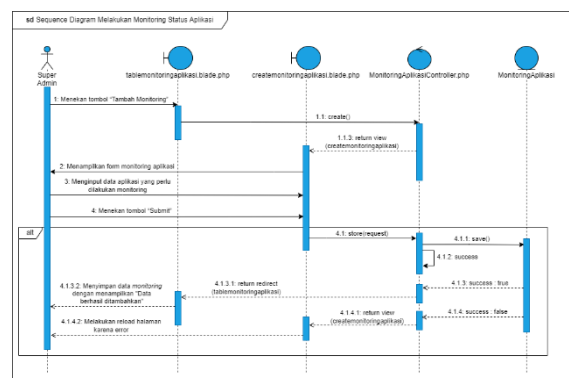 sd Sequence Diagram Melakukan Monitoring Status Aplikasi
Super
Admin
tablemonitoringaplikasi.blade.php
createmonitoringaplikasi.blade.php
MonitoringAplikasiController.php
MonitoringAplikasi
1: Menekan tombol "Tambah Monitoring"
1.1: create()
1.1.3: return view
(createmonitoringaplikasi)
2: Menampilkan form monitoring aplikasi
3: Menginput data aplikasi yang perlu
dilakukan monitoring
4: Menekan tombol "Submit"
alt
4.1: store(request)
4.1.1: save()
4.1.2: success
4.1.3: success : true
4.1.3.1: return redirect
(tablemonitoringaplikasi)
4.1.3.2: Menyimpan data monitoring
dengan menampilkan "Data
berhasil ditambahkan"
4.1.4: success : false
4.1.4.1: return view
(createmonitoringaplikasi)
4.1.4.2: Melakukan reload halaman
karena error